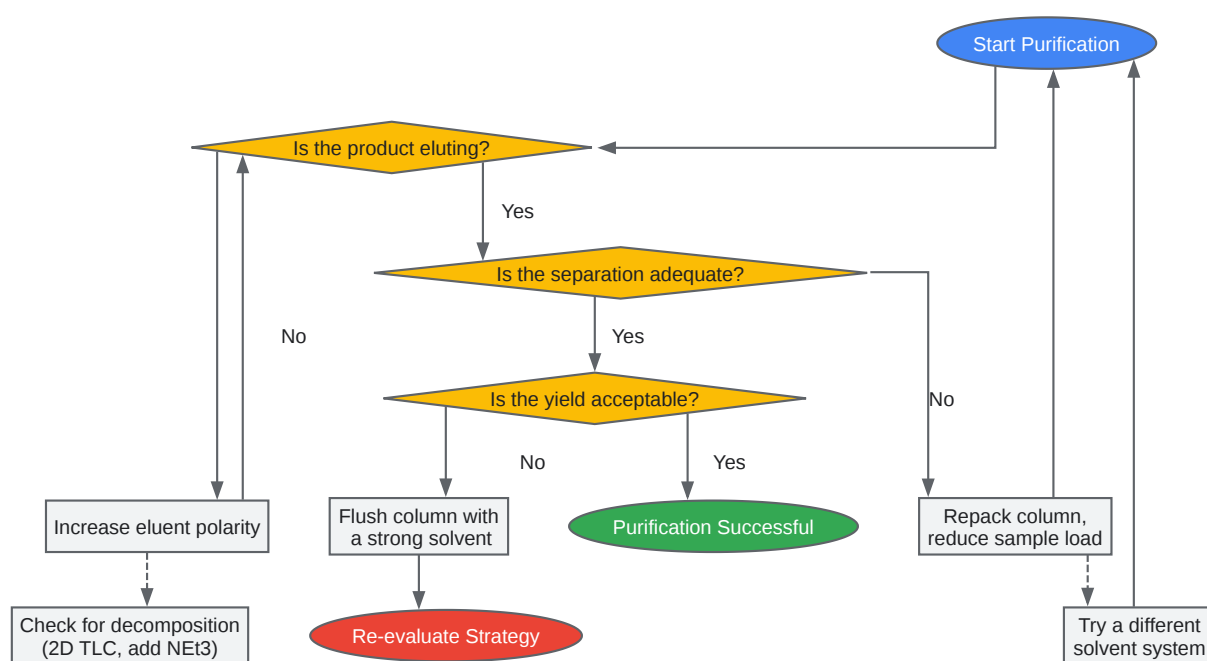 Start Purification
Is the product eluting?
Yes
Is the separation adequate?
No
Yes
Is the yield acceptable?
No
No
Yes
Increase eluent polarity
Flush column with
a strong solvent
Purification Successful
Repack column,
reduce sample load
Check for decomposition
(2D TLC, add NEt3)
Re-evaluate Strategy
Try a different
solvent system